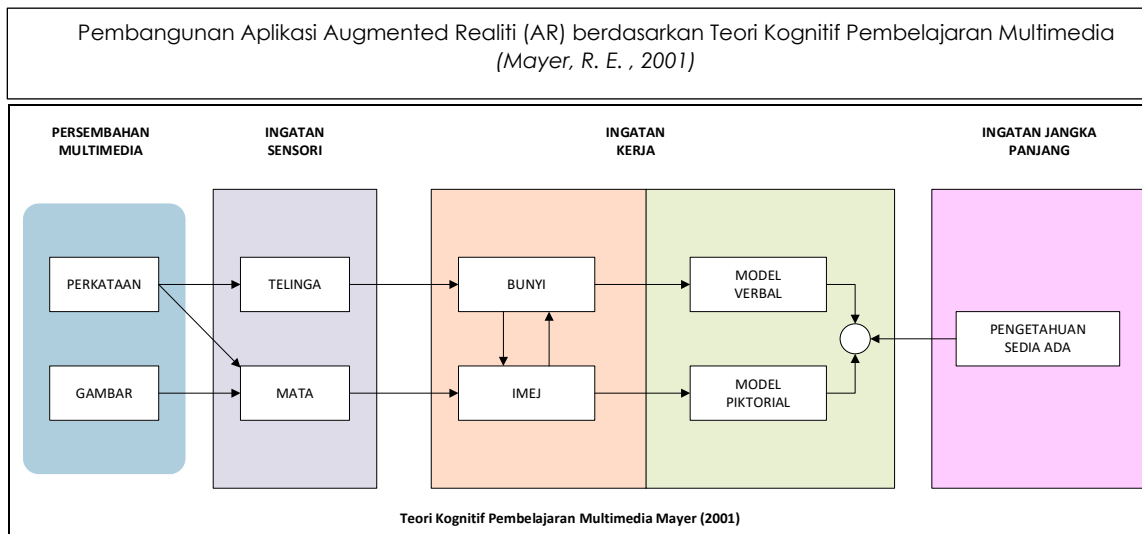 Pembangunan Aplikasi Augmented Realiti (AR) berdasarkan Teori Kognitif Pembelajaran Multimedia
(Mayer, R. E. , 2001)
PERSEMBAHAN
MULTIMEDIA
INGATAN
SENSORI
INGATAN
KERJA
INGATAN JANGKA
PANJANG
PERKATAAN
TELINGA
BUNYI
MODEL
VERBAL
PENGETAHUAN
SEDIA ADA
GAMBAR
MATA
IMEJ
MODEL
PIKTORIAL
Teori Kognitif Pembelajaran Multimedia Mayer (2001)